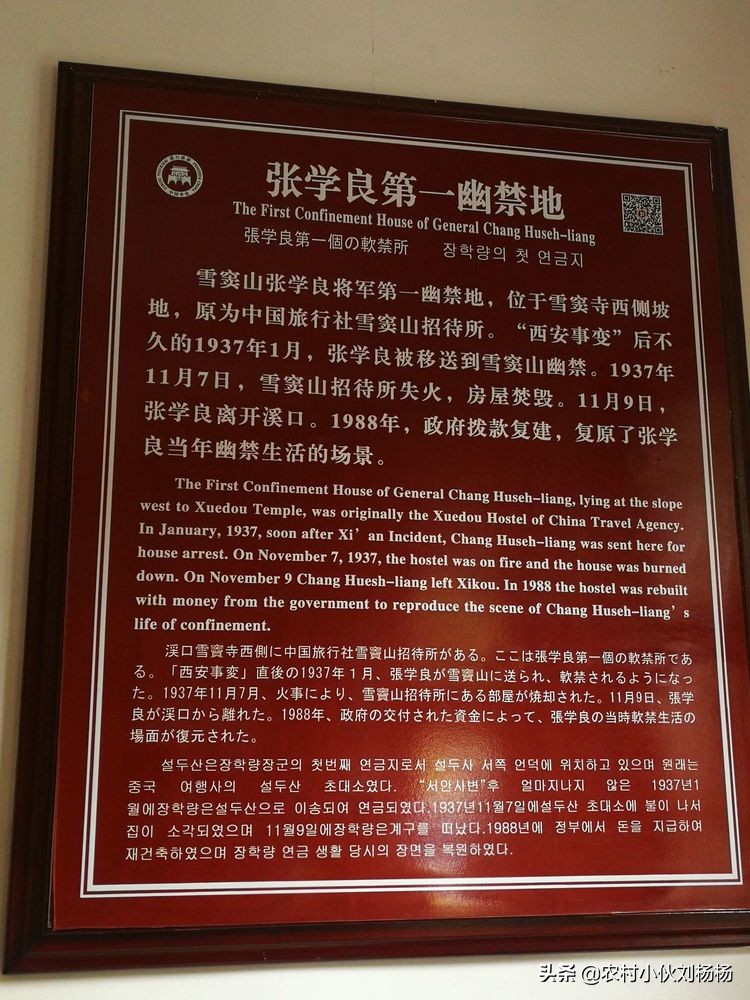 张学良第一幽禁地
The First Confinement House of General Chang Huseh-liang
張学良第一個の軟禁所 장학량의 첫 연금지
雪窦山张学良将军第一幽禁地，位于雪窦寺西侧坡
地，原为中国旅行社雪窦山招待所。“西安事变”后不
久的1937年1月，张学良被移送到雪窦山幽禁。1937年
11月7日，雪窦山招待所失火，房屋焚毁。11月9日，
张学良离开溪口。1988年，政府拨款复建，复原了张学
良当年幽禁生活的场景。
The First Confinement House of General Chang Huseh-liang, lying at the slope
west to Xuedou Temple, was originally the Xuedou Hostel of China Travel Agency.
In January, 1937, soon after Xi’an Incident, Chang Huseh-liang was sent here for
house arrest. On November 7, 1937, the hostel was on fire and the house was burned
down. On November 9 Chang Huesh-liang left Xikou. In 1988 the hostel was rebuilt
with money from the government to reproduce the scene of Chang Huseh-liang’s
life of confinement.
渓口雪竇寺西側に中国旅行社雪竇山招待所がある。ここは張学良第一個の軟禁所であ
る。「西安事変」直後の1937年１月、張学良が雪竇山に送られ、軟禁されるようになっ
た。1937年11月7月、火事により、雪竇山招待所にある部屋が焼却された。11月9日、張学
良が渓口から離れた。1988年、政府の交付された資金によって、張学良の当時軟禁生活の
場面が復元された。
설두산은장학량장군의 첫번째 연금지로서 설두사 서쪽 언덕에 위치하고 있으며 원래는
중국 여행사의 설두산 초대소였다. “서안사변”후 얼마지나지 않은 1937년1
월에장학량은설두산으로 이송되여 연금되였다.1937년11월7일에설두산 초대소에 불이 나서
집이 소각되였으며 11월9일에장학량은계구를 떠났다.1988년에 정부에서 돈을 지급하여
재건축하였으며 장학량 연금 생활 당시의 장면을 복원하였다.
头条 @农村小伙刘杨杨